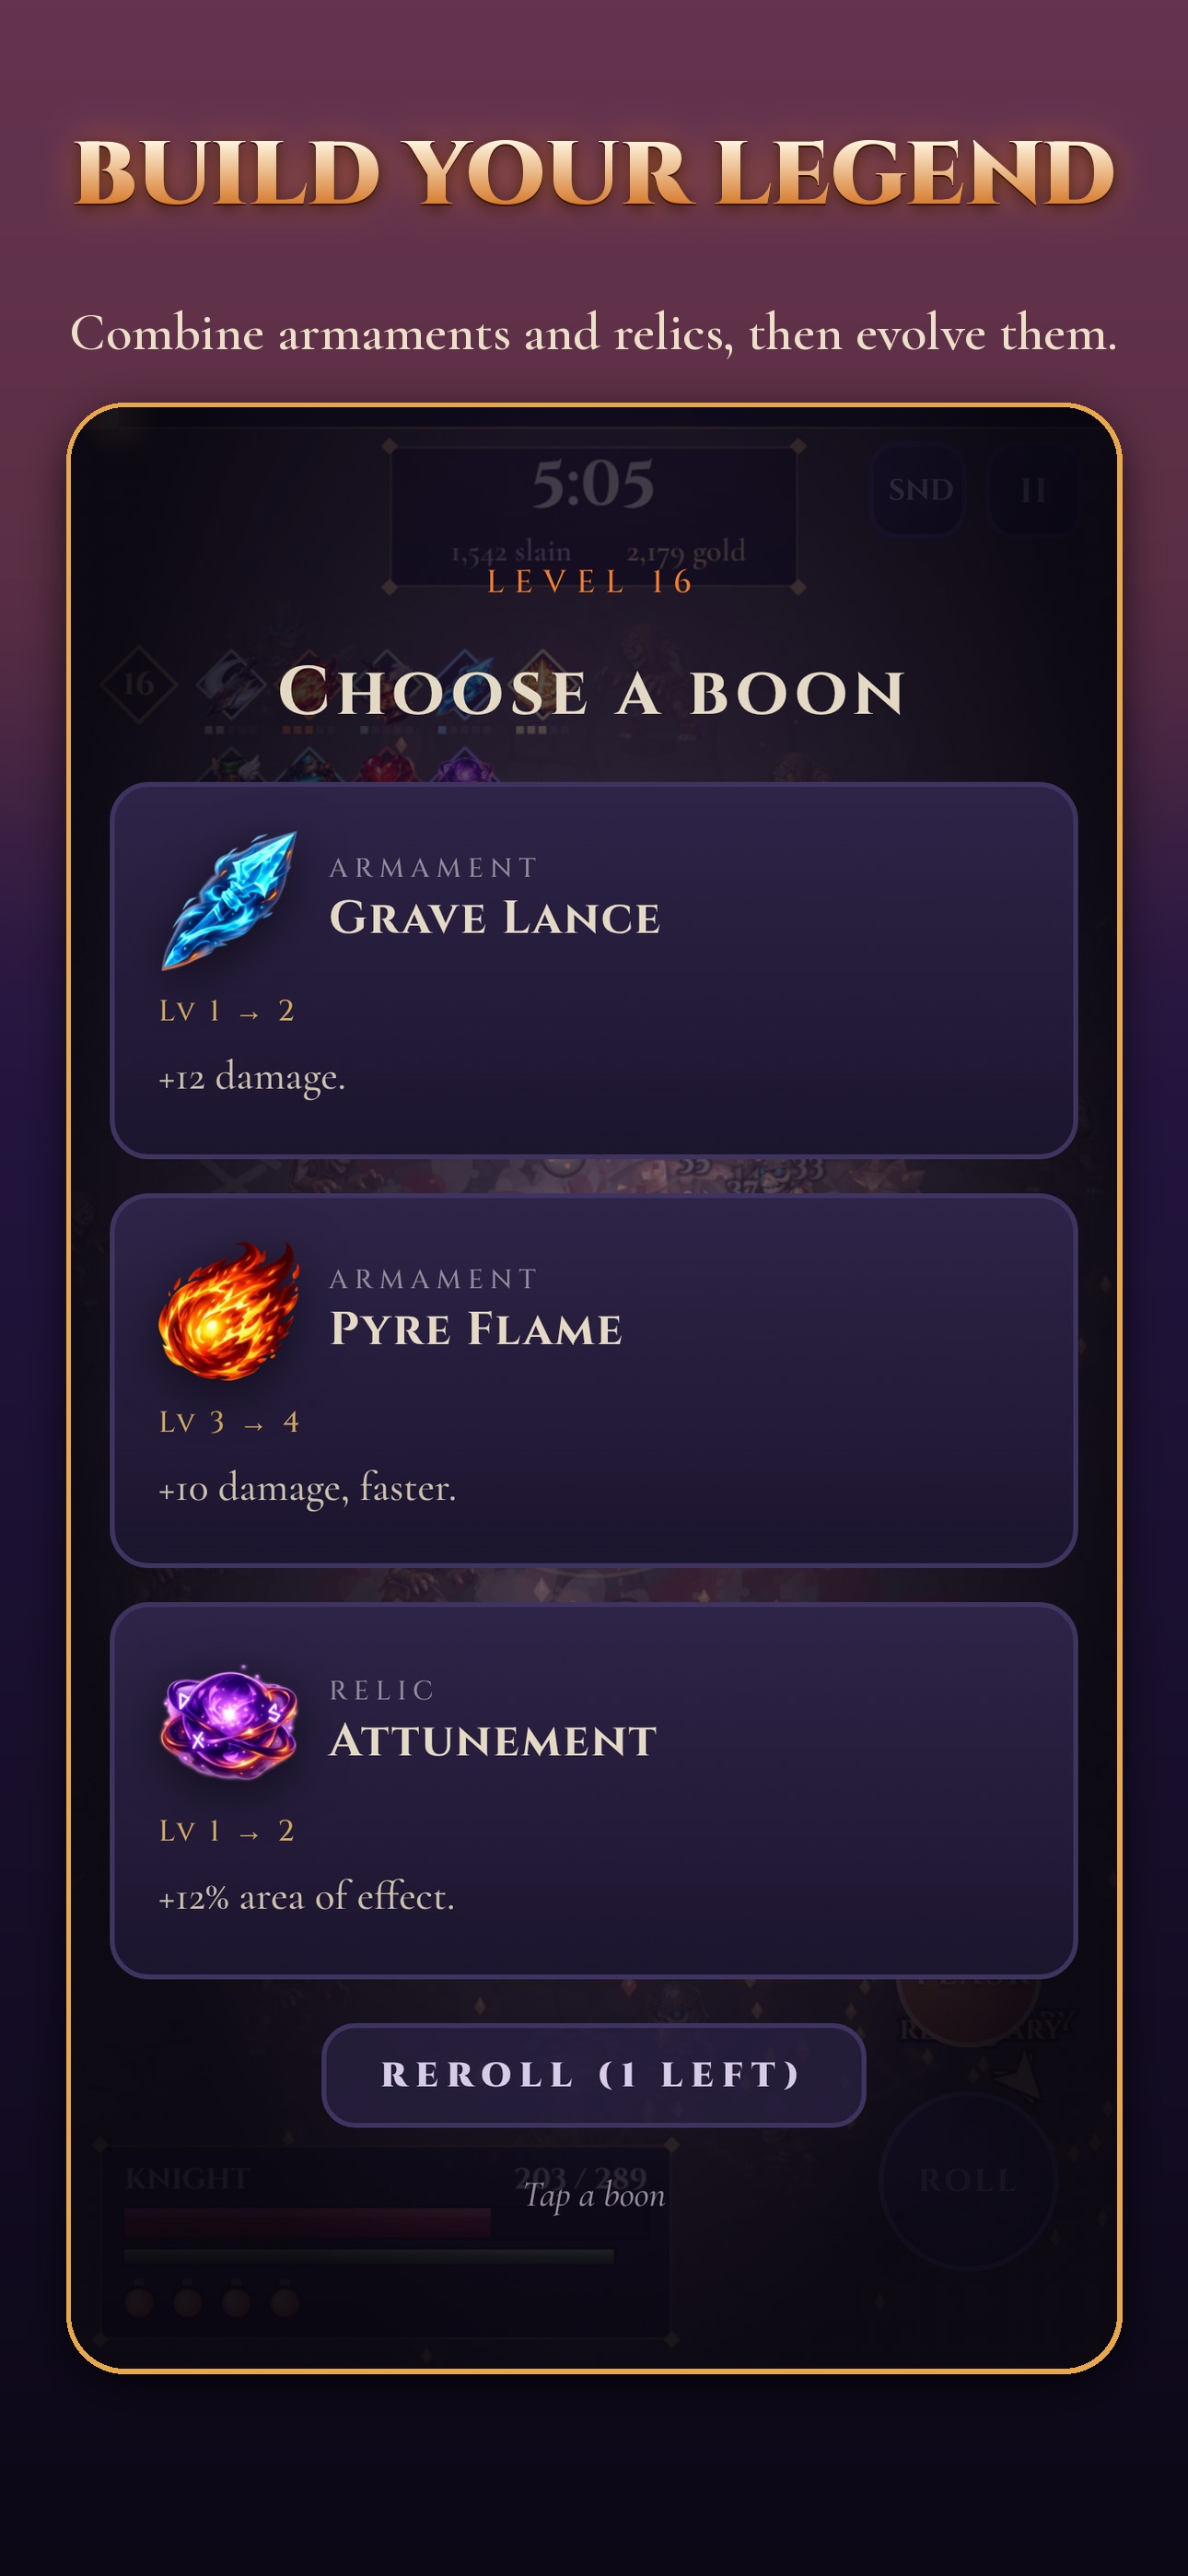 BUILD YOUR LEGEND
Combine armaments and relics, then evolve them.
5:05
SND
II
1,542 slain 2,179 gold
LEVEL 16
16
CHOOSE A BOON
ARMAMENT
GRAVE LANCE
LV 1 → 2
+12 damage.
33
ARMAMENT
PYRE FLAME
LV 3 → 4
+10 damage, faster.
RELIC
ATTUNEMENT
LV 1 → 2
+12% area of effect.
FLASK
REROLL (1 LEFT)
KNIGHT
203 / 289
Tap a boon
ROLL